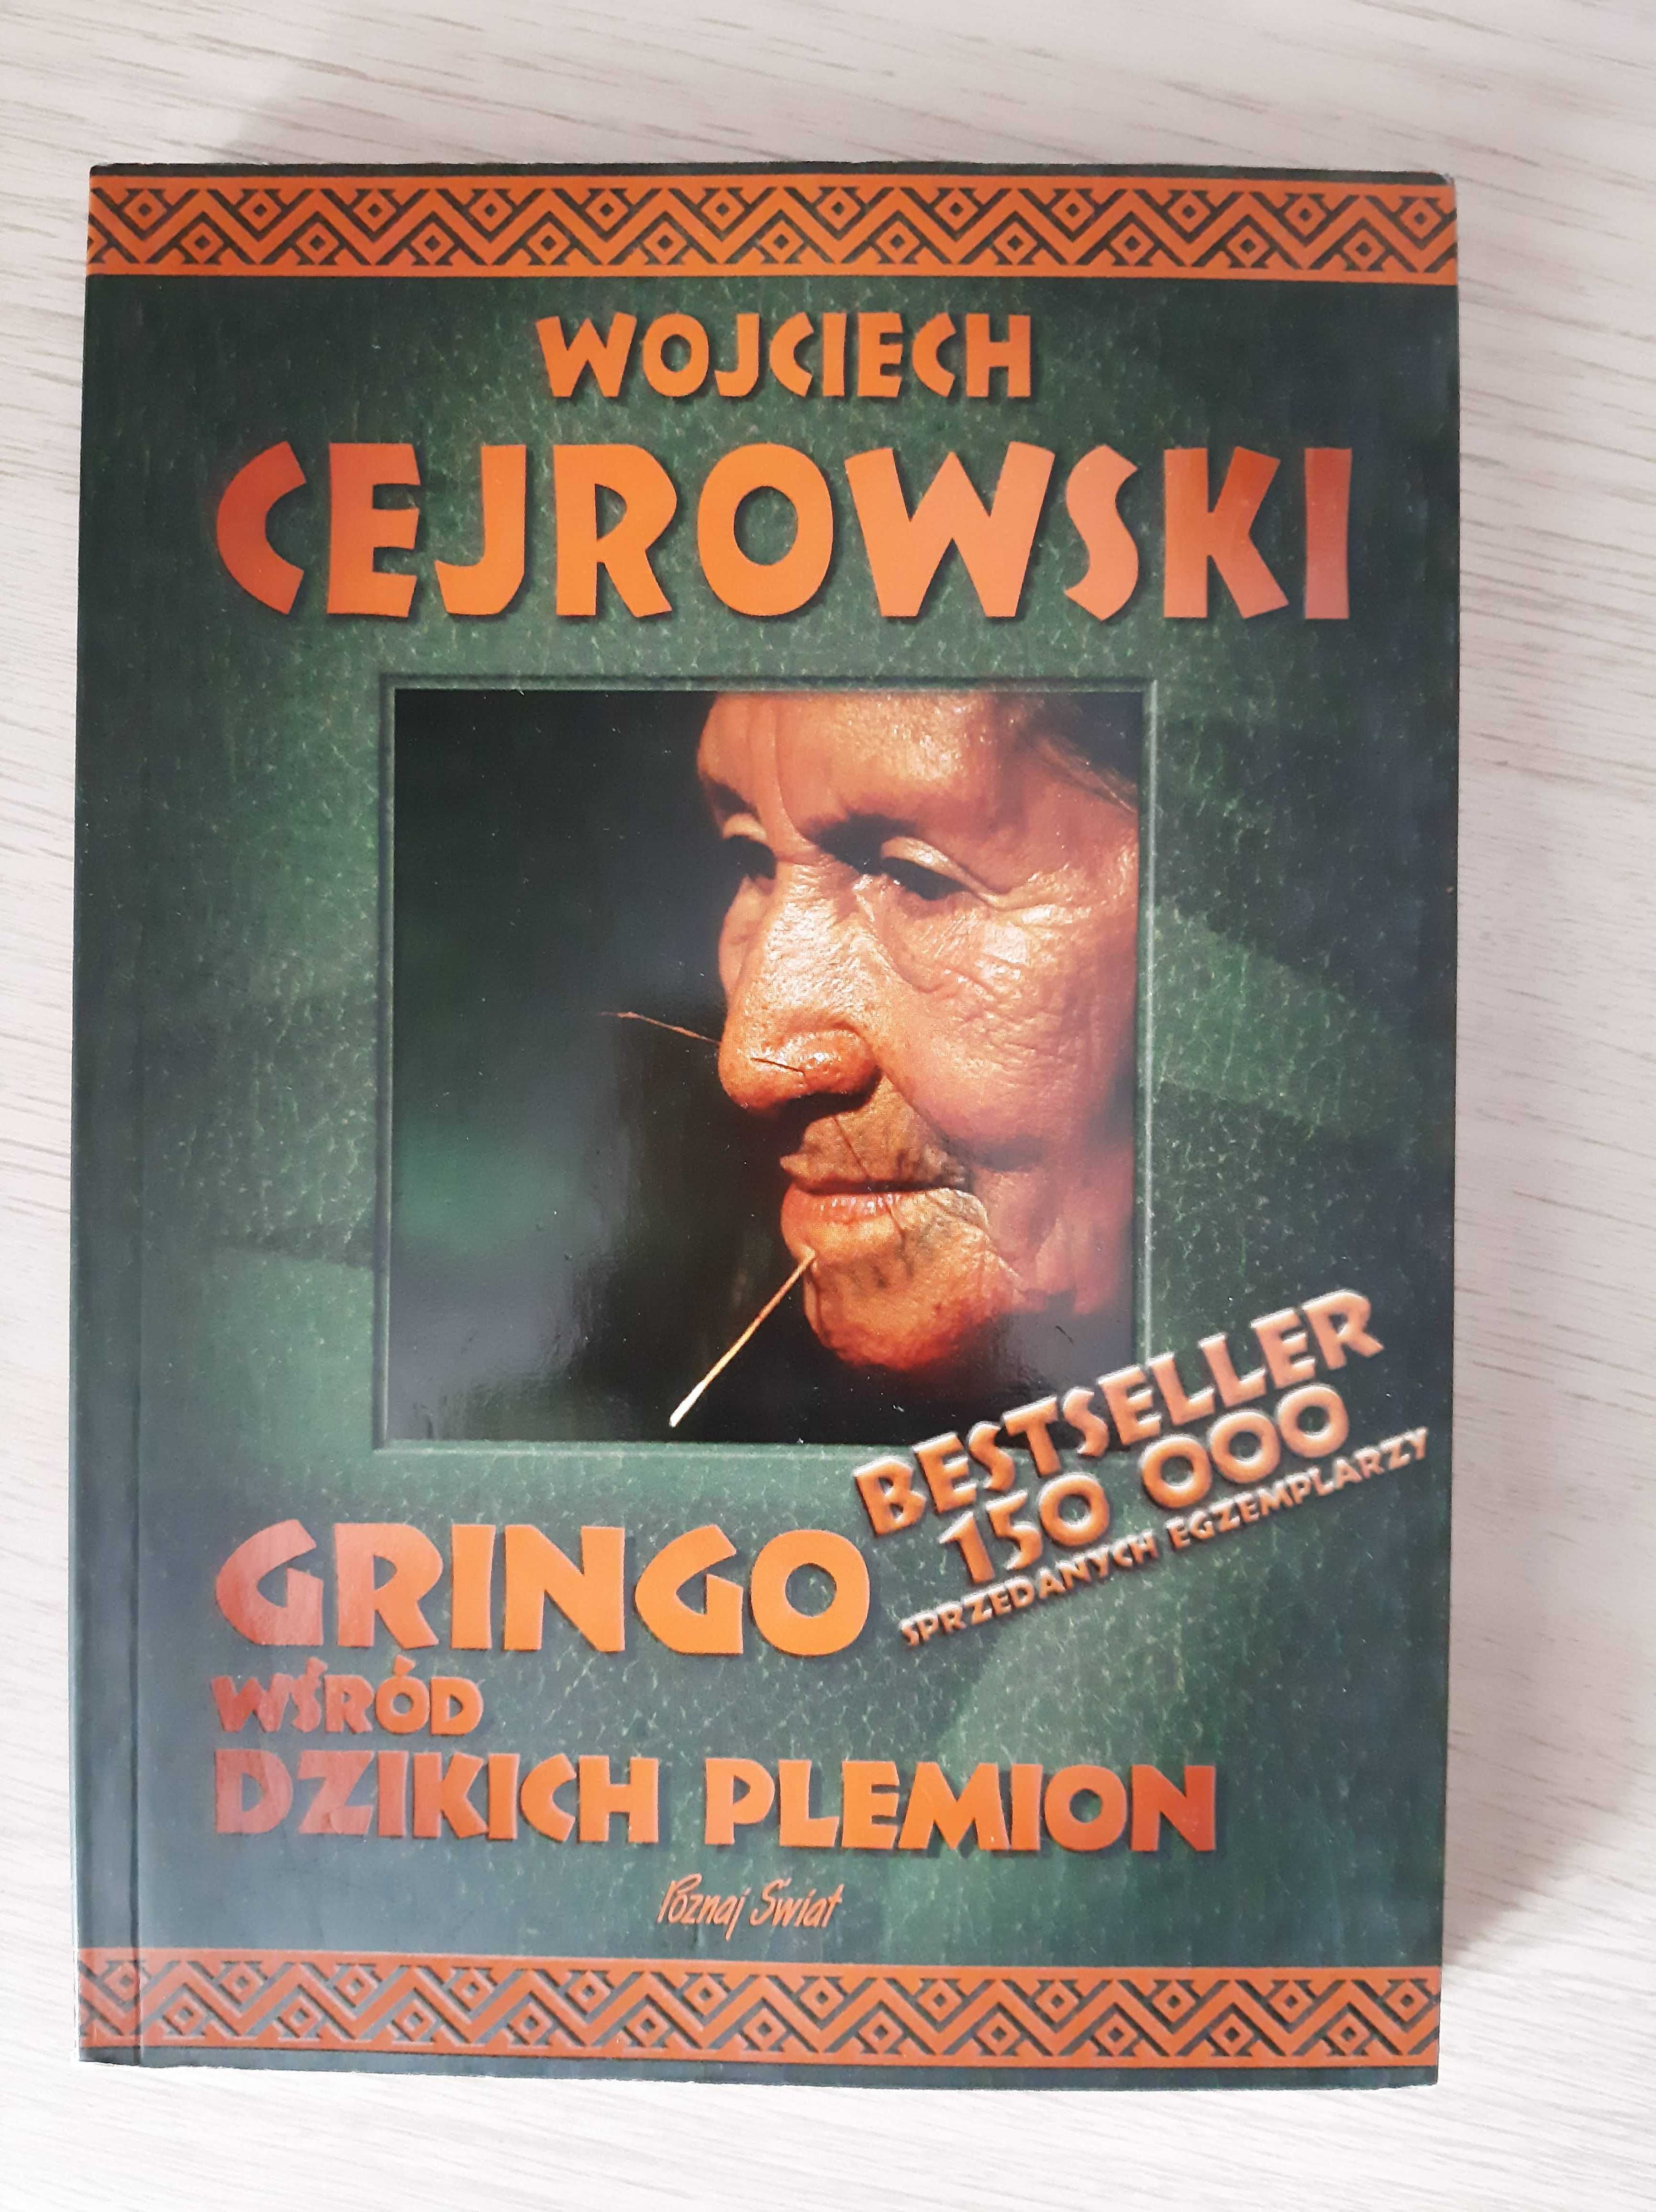 WOJCIECH
CEJROWSKI
BESTSELLER
150 000
SPRZEDANYCH EGZEMPLARZY
GRINGO
WŚRÓD
DZIKICH PLEMION
Poznaj Świat